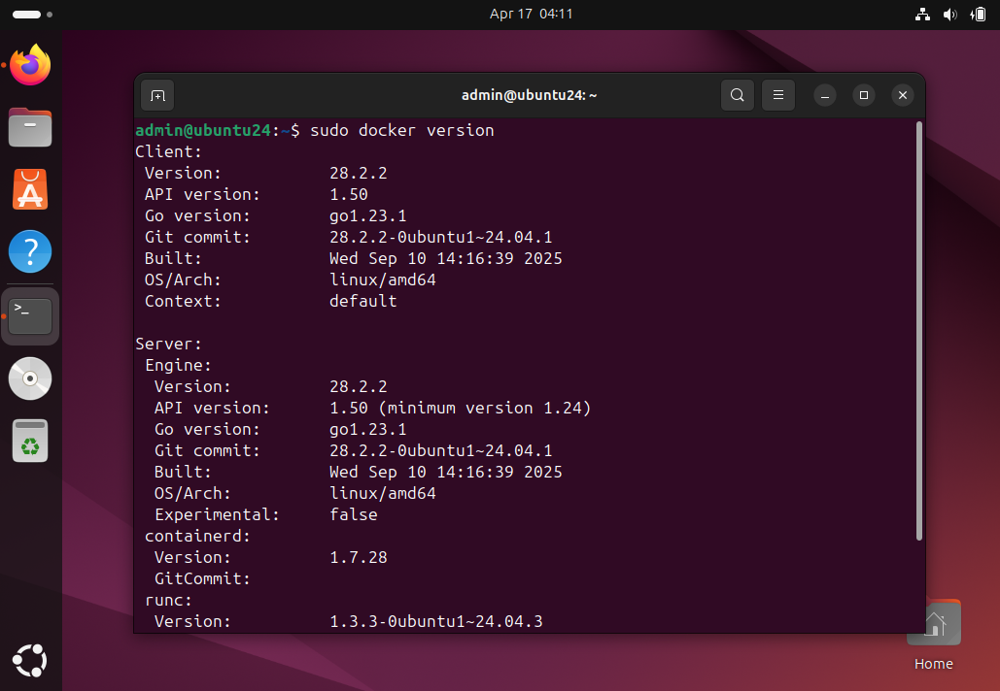 Apr 17 04:11
admin@ubuntu24: ~
admin@ubuntu24:~$ sudo docker version
Client:
 Version:           28.2.2
 API version:       1.50
 Go version:        go1.23.1
 Git commit:        28.2.2-0ubuntu1~24.04.1
 Built:             Wed Sep 10 14:16:39 2025
 OS/Arch:           linux/amd64
 Context:           default

Server:
 Engine:
  Version:          28.2.2
  API version:      1.50 (minimum version 1.24)
  Go version:       go1.23.1
  Git commit:       28.2.2-0ubuntu1~24.04.1
  Built:            Wed Sep 10 14:16:39 2025
  OS/Arch:          linux/amd64
  Experimental:     false
 containerd:
  Version:          1.7.28
  GitCommit:
 runc:
  Version:          1.3.3-0ubuntu1~24.04.3
Home